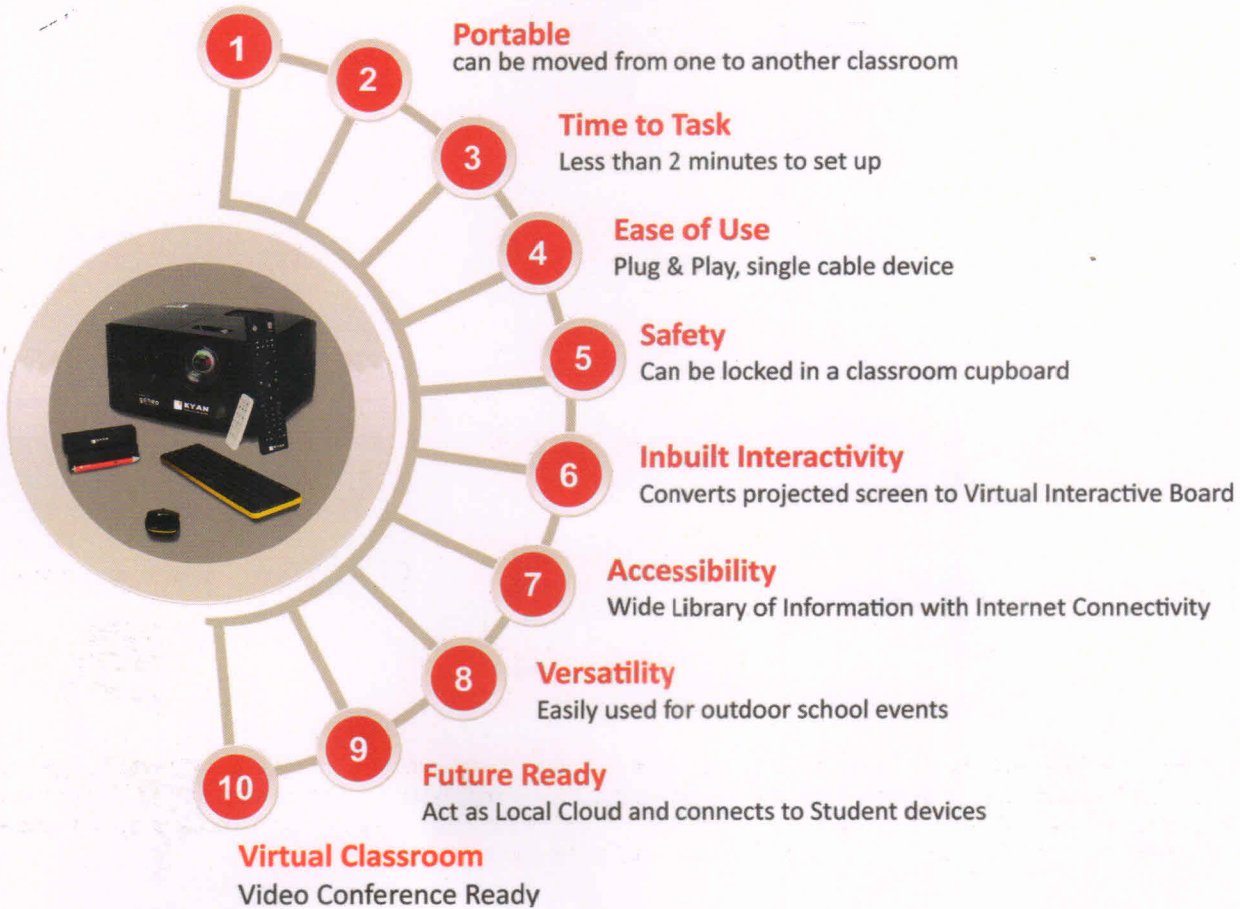 1
2
Portable
can be moved from one to another classroom
3
Time to Task
Less than 2 minutes to set up
4
Ease of Use
Plug & Play, single cable device
5
Safety
Can be locked in a classroom cupboard
KYAN
6
Inbuilt Interactivity
Converts projected screen to Virtual Interactive Board
7
Accessibility
Wide Library of Information with Internet Connectivity
8
Versatility
Easily used for outdoor school events
9
Future Ready
Act as Local Cloud and connects to Student devices
10
Virtual Classroom
Video Conference Ready